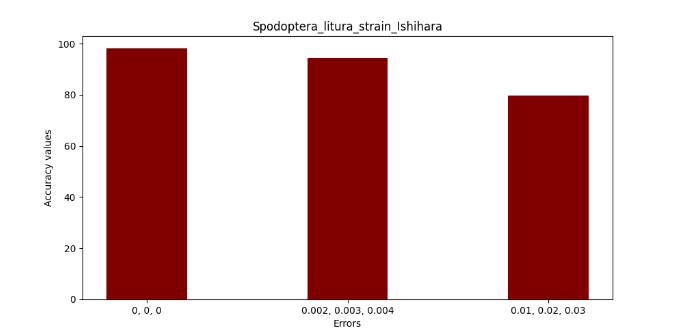 Spodoptera_litura_strain_Ishihara
100
80
60
40
20
0
Accuracy values
0, 0, 0
0.002, 0.003, 0.004
0.01, 0.02, 0.03
Errors